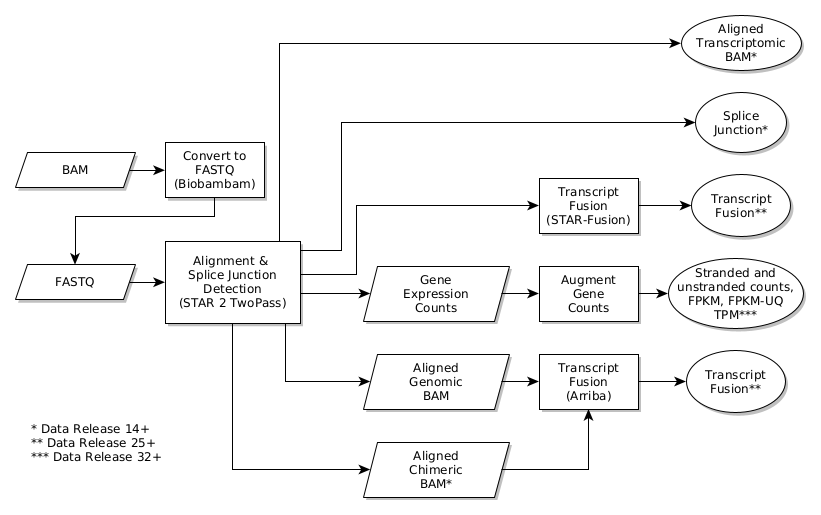 Aligned
Transcriptomic
BAM*
Splice
Junction*
BAM
Convert to
FASTQ
(Biobambam)
Transcript
Fusion
(STAR-Fusion)
Transcript
Fusion**
FASTQ
Alignment &
Splice Junction
Detection
(STAR 2 TwoPass)
Gene
Expression
Counts
Augment
Gene
Counts
Stranded and
unstranded counts,
FPKM, FPKM-UQ
TPM***
Aligned
Genomic
BAM
Transcript
Fusion
(Arriba)
Transcript
Fusion**
* Data Release 14+
** Data Release 25+
*** Data Release 32+
Aligned
Chimeric
BAM*